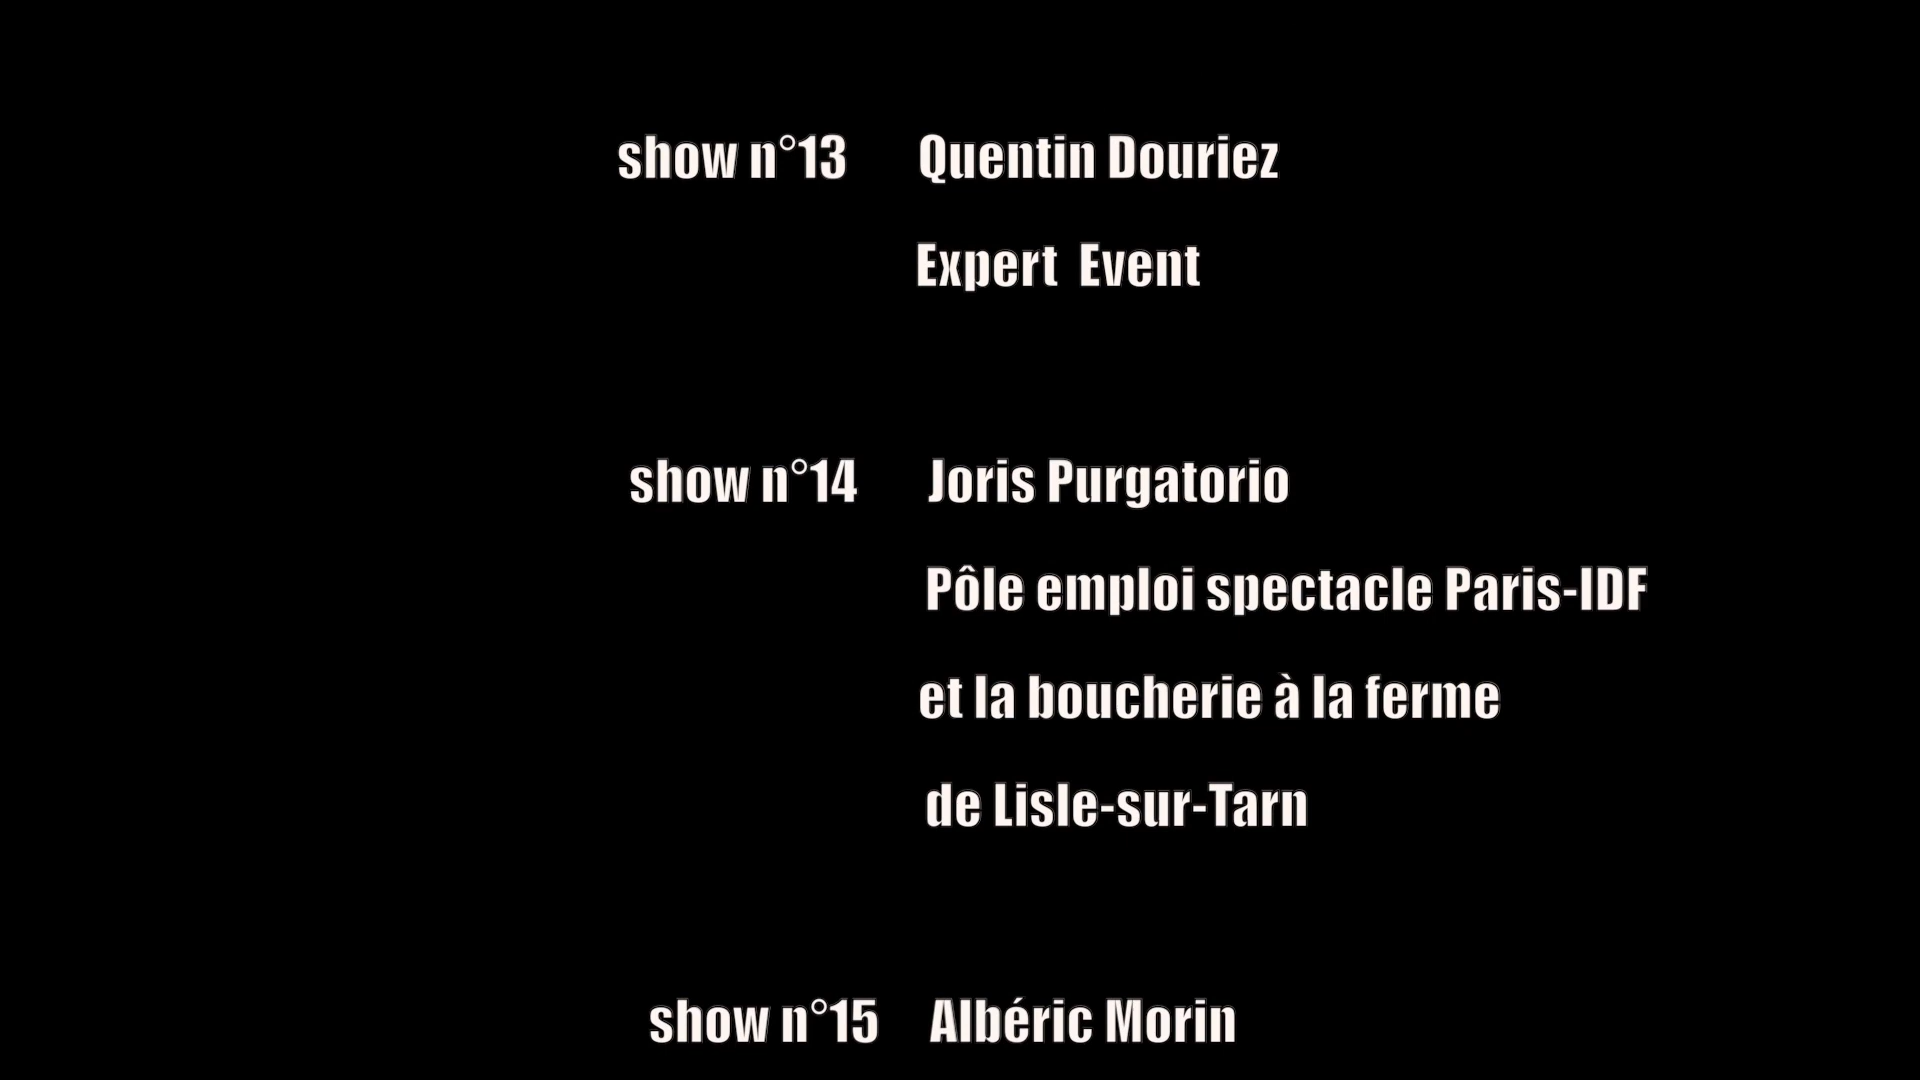 show n°13 Quentin Douriez
Expert Event
show n°14 Joris Purgatorio
Pôle emploi spectacle Paris-IDF
et la boucherie à la ferme
de Lisle-sur-Tarn
show n°15 Albéric Morin